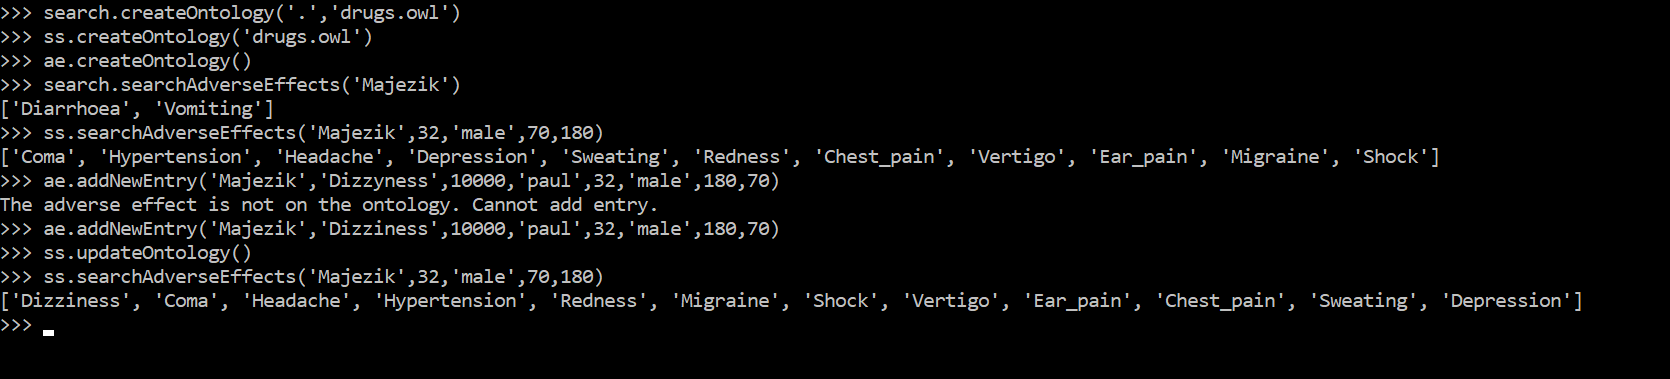 >>> search.createOntology('.','drugs.owl')
>>> ss.createOntology('drugs.owl')
>>> ae.createOntology()
>>> search.searchAdverseEffects('Majezik')
['Diarrhoea', 'Vomiting']
>>> ss.searchAdverseEffects('Majezik',32,'male',70,180)
['Coma', 'Hypertension', 'Headache', 'Depression', 'Sweating', 'Redness', 'Chest_pain', 'Vertigo', 'Ear_pain', 'Migraine', 'Shock']
>>> ae.addNewEntry('Majezik','Dizzyness',10000,'paul',32,'male',180,70)
The adverse effect is not on the ontology. Cannot add entry.
>>> ae.addNewEntry('Majezik','Dizziness',10000,'paul',32,'male',180,70)
>>> ss.updateOntology()
>>> ss.searchAdverseEffects('Majezik',32,'male',70,180)
['Dizziness', 'Coma', 'Headache', 'Hypertension', 'Redness', 'Migraine', 'Shock', 'Vertigo', 'Ear_pain', 'Chest_pain', 'Sweating', 'Depression']
>>>